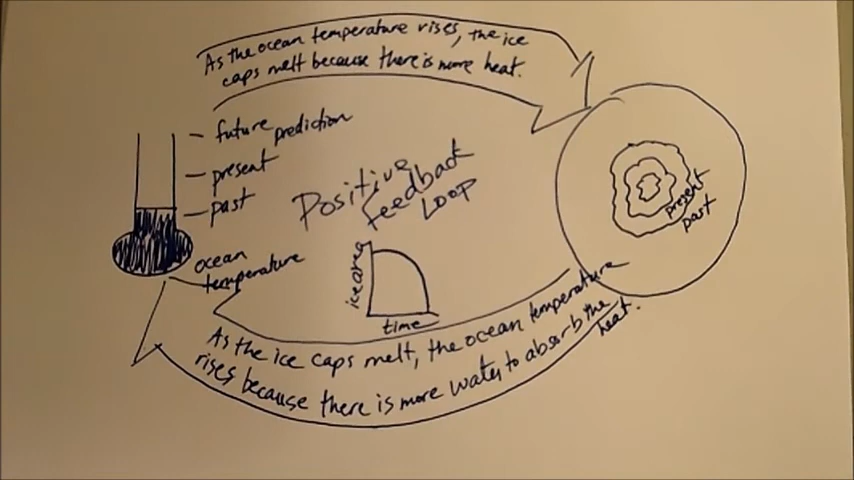 As the ocean temperature rises, the ice
caps melt because there is more heat.
future prediction
present
past
Positive
Feedback
Loop
present
past
ocean
temperature
ice area
time
As the ice caps melt, the ocean temperature
rises because there is more water to absorb the
heat.